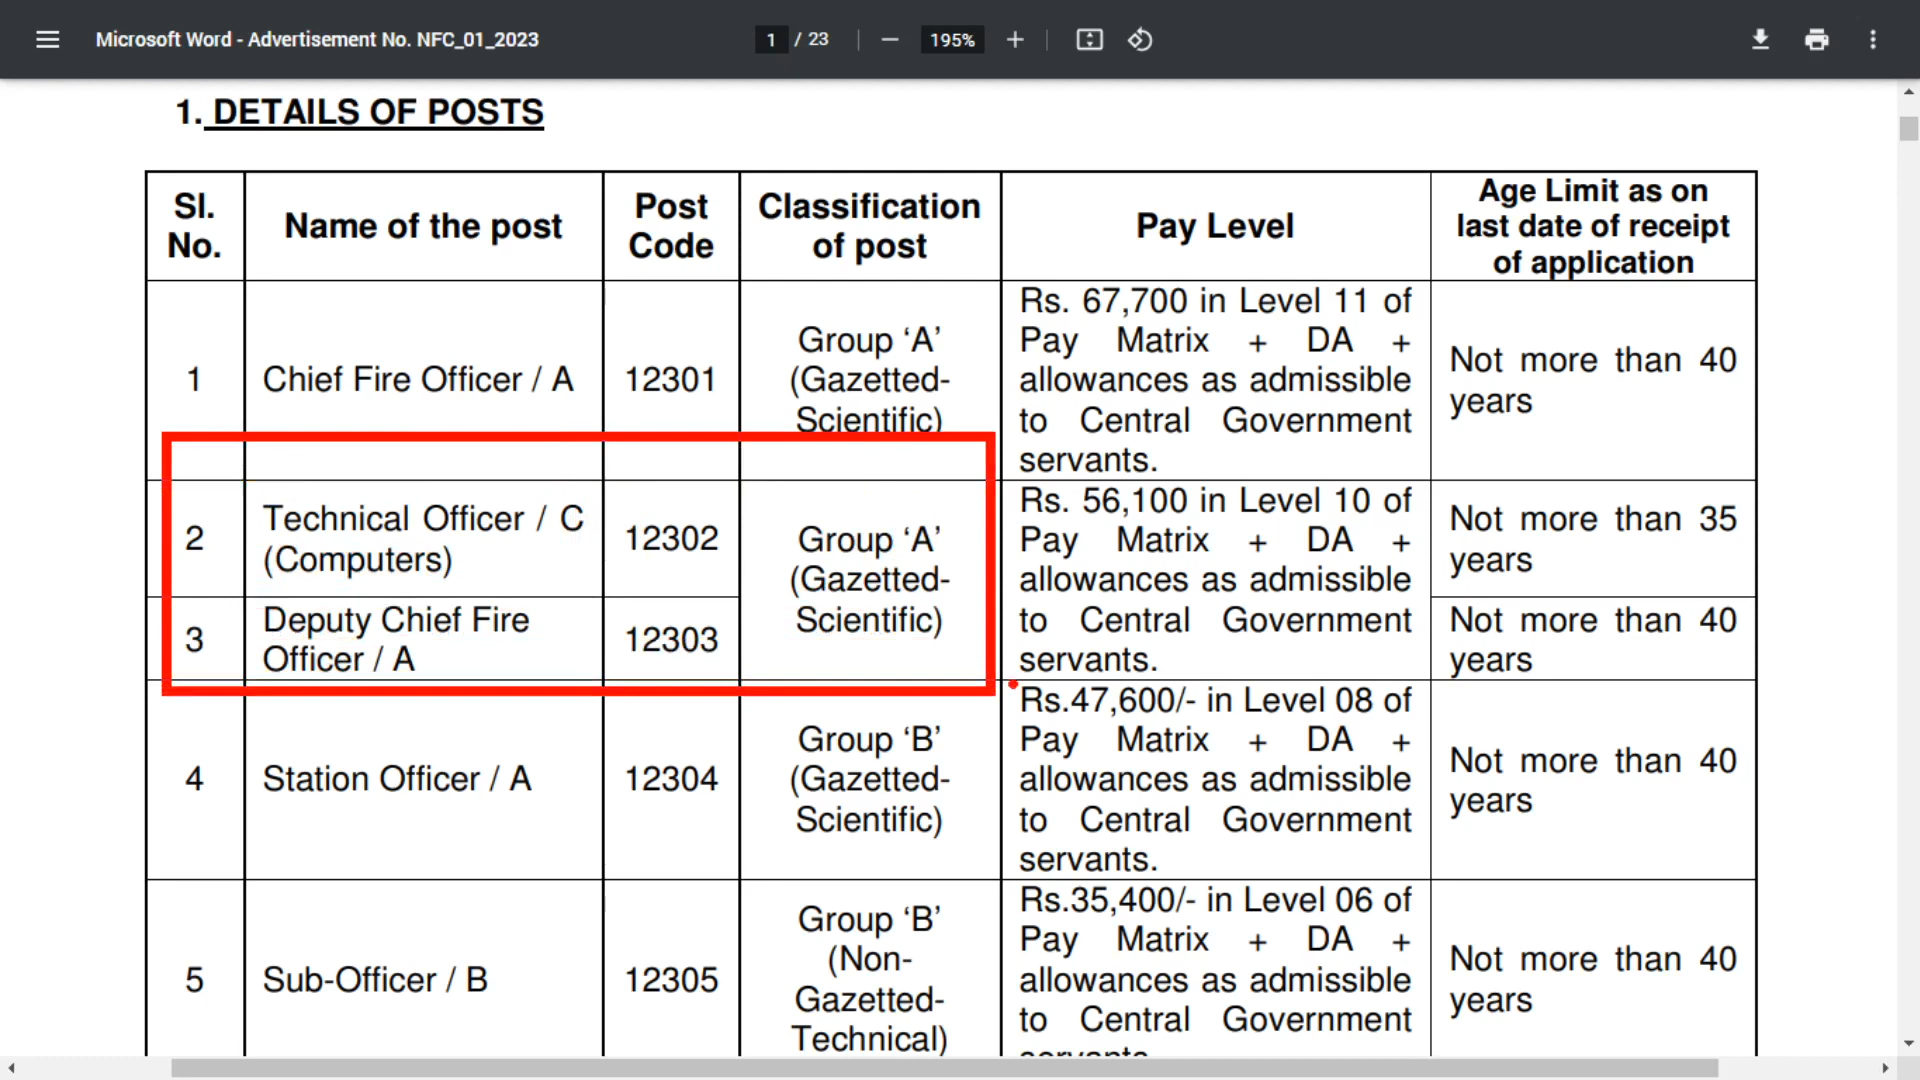 Microsoft Word - Advertisement No. NFC_01_2023
1 / 23
195%
1. DETAILS OF POSTS
Sl. No.
Name of the post
Post Code
Classification of post
Pay Level
Age Limit as on last date of receipt of application
1
Chief Fire Officer / A
12301
Group ‘A’
(Gazetted-
Scientific)
Rs. 67,700 in Level 11 of
Pay Matrix + DA +
allowances as admissible
to Central Government
servants.
Not more than 40
years
2
Technical Officer / C
(Computers)
12302
Group ‘A’
(Gazetted-
Scientific)
Rs. 56,100 in Level 10 of
Pay Matrix + DA +
allowances as admissible
to Central Government
servants.
Not more than 35
years
3
Deputy Chief Fire
Officer / A
12303
Not more than 40
years
4
Station Officer / A
12304
Group ‘B’
(Gazetted-
Scientific)
Rs.47,600/- in Level 08 of
Pay Matrix + DA +
allowances as admissible
to Central Government
servants.
Not more than 40
years
5
Sub-Officer / B
12305
Group ‘B’
(Non-
Gazetted-
Technical)
Rs.35,400/- in Level 06 of
Pay Matrix + DA +
allowances as admissible
to Central Government
Not more than 40
years